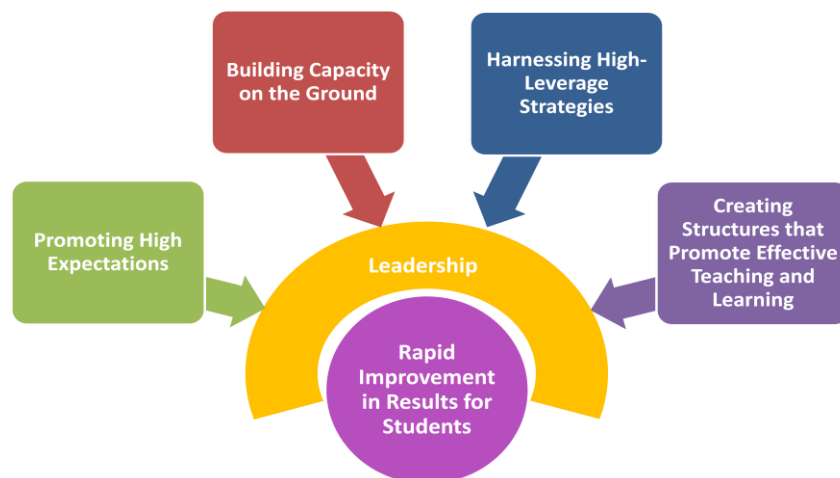 Promoting High
Expectations
Building Capacity
on the Ground
Harnessing High-
Leverage
Strategies
Creating
Structures that
Promote Effective
Teaching and
Learning
Leadership
Rapid
Improvement
in Results for
Students